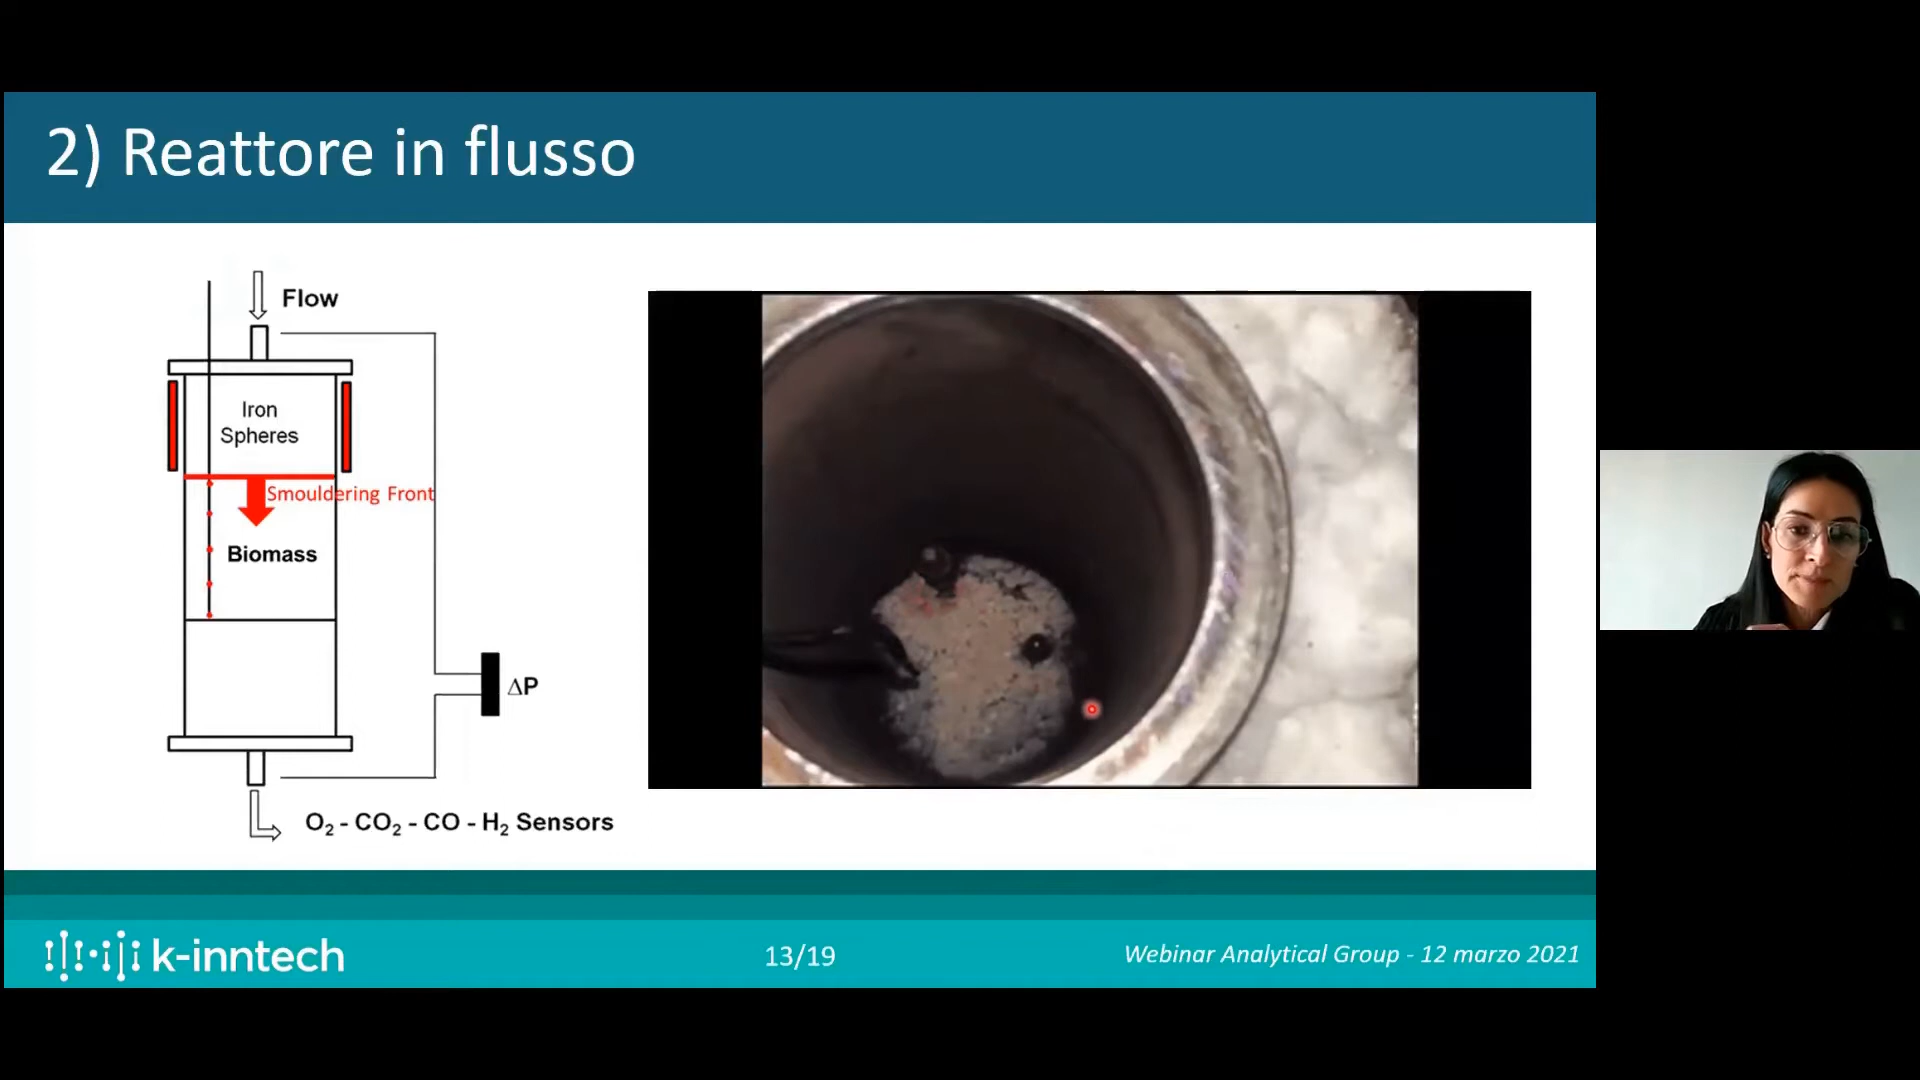 2) Reattore in flusso
Flow
Iron
Spheres
Smouldering Front
Biomass
ΔP
O₂ - CO₂ - CO - H₂ Sensors
k-inntech
13/19
Webinar Analytical Group - 12 marzo 2021